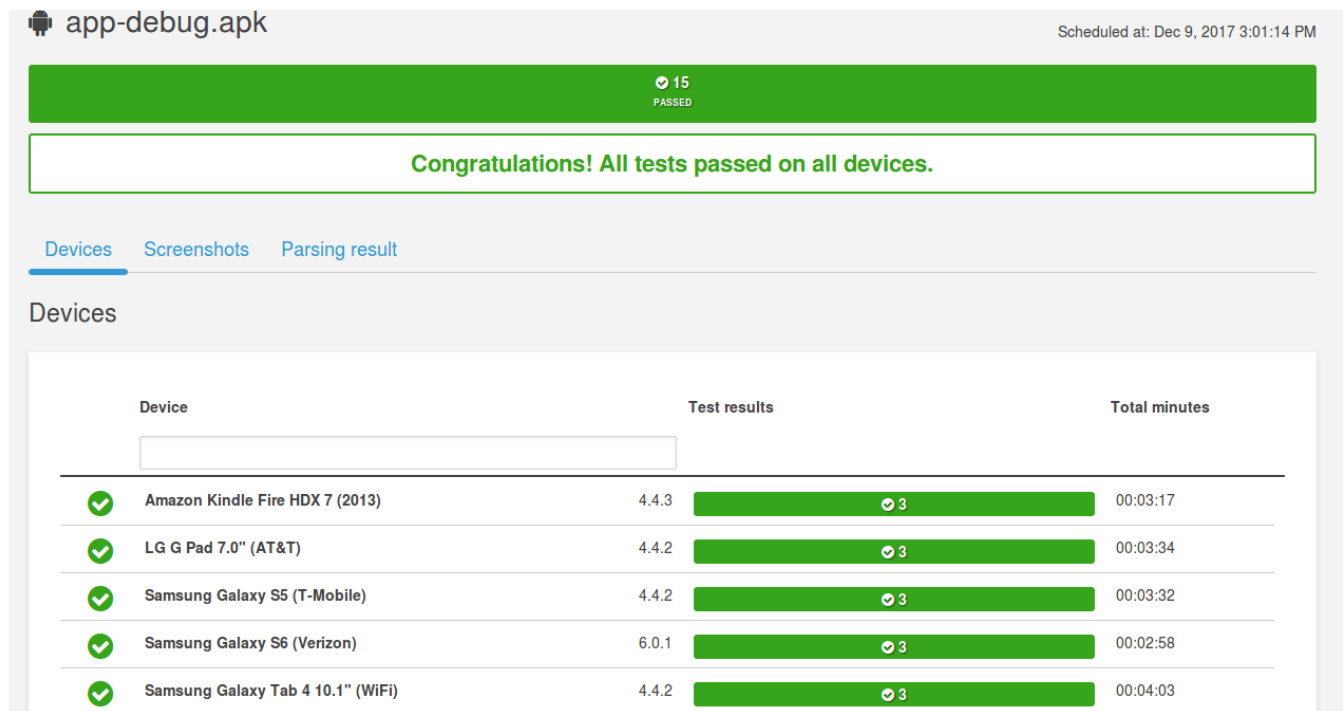 app-debug.apk
Scheduled at: Dec 9, 2017 3:01:14 PM
15
PASSED
Congratulations! All tests passed on all devices.
Devices Screenshots Parsing result
Devices
Device Test results Total minutes
Amazon Kindle Fire HDX 7 (2013) 4.4.3 3 00:03:17
LG G Pad 7.0" (AT&T) 4.4.2 3 00:03:34
Samsung Galaxy S5 (T-Mobile) 4.4.2 3 00:03:32
Samsung Galaxy S6 (Verizon) 6.0.1 3 00:02:58
Samsung Galaxy Tab 4 10.1" (WiFi) 4.4.2 3 00:04:03